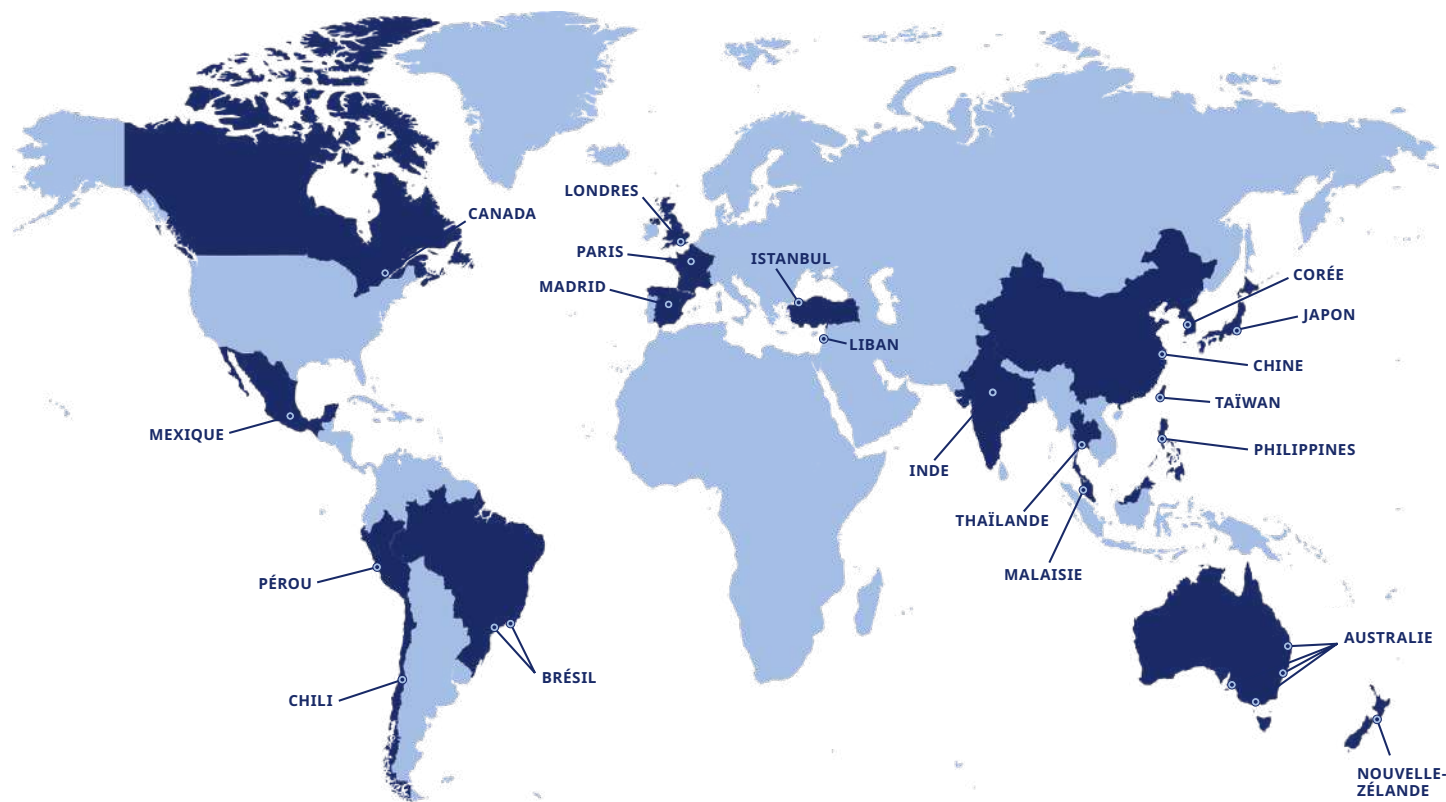 LONDRES
CANADA
PARIS
ISTANBUL
CORÉE
MADRID
JAPON
LIBAN
CHINE
TAÏWAN
MEXIQUE
PHILIPPINES
INDE
THAÏLANDE
MALAISIE
PÉROU
AUSTRALIE
BRÉSIL
CHILI
NOUVELLE-
ZÉLANDE